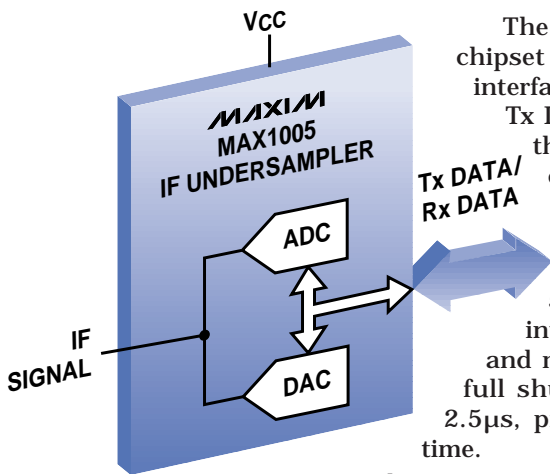 VCC
MAXIM
MAX1005
IF UNDERSAMPLER
ADC
DAC
IF
SIGNAL
Tx DATA/
Rx DATA
The
chipset
interfa
Tx
th
and
full shu
2.5µs, p
time.